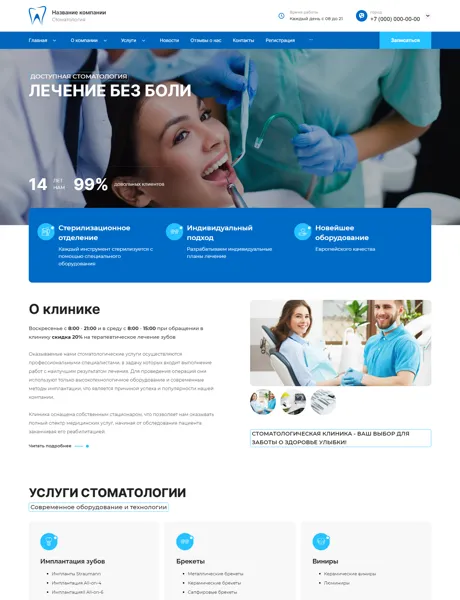 Название компании
Стоматология
Время работы
Каждый день с 08 до 21
Город
+7 (000) 000-00-00
Главная
О компании
Услуги
Новости
Отзывы о нас
Контакты
Регистрация
...
Записаться
ДОСТУПНАЯ СТОМАТОЛОГИЯ
ЛЕЧЕНИЕ БЕЗ БОЛИ
14 ЛЕТ
НАМ
99% ДОВОЛЬНЫХ КЛИЕНТОВ
Стерилизационное
отделение
Каждый инструмент стерилизуется с
помощью специального
оборудования
Индивидуальный
подход
Разрабатываем индивидуальные
планы лечения
Новейшее
оборудование
Европейского качества
О клинике
Воскресенье с 8:00 - 21:00 и в среду с 8:00 - 15:00 при обращении в
клинику скидка 20% на терапевтическое лечение зубов
Оказываемые нами стоматологические услуги осуществляются
профессиональными специалистами, в задачу которых входит выполнение
работ с наилучшим результатом лечения. Для проведения операций они
используют только высокотехнологичное оборудование и современные
методы имплантации, что является причиной успеха и популярности нашей
компании.
Клиника оснащена собственным стационаром, что позволяет нам оказывать
полный спектр медицинских услуг, начиная от обследования пациента
заканчивая его реабилитацией.
Читать подробнее
СТОМАТОЛОГИЧЕСКАЯ КЛИНИКА - ВАШ ВЫБОР ДЛЯ
ЗАБОТЫ О ЗДОРОВЬЕ УЛЫБКИ!
УСЛУГИ СТОМАТОЛОГИИ
Современное оборудование и технологии
Имплантация зубов
Импланты Straumann
Имплантация All-on-4
Имплантация All-on-6
Брекеты
Металлические брекеты
Керамические брекеты
Сапфировые брекеты
Виниры
Керамические виниры
Люминиры